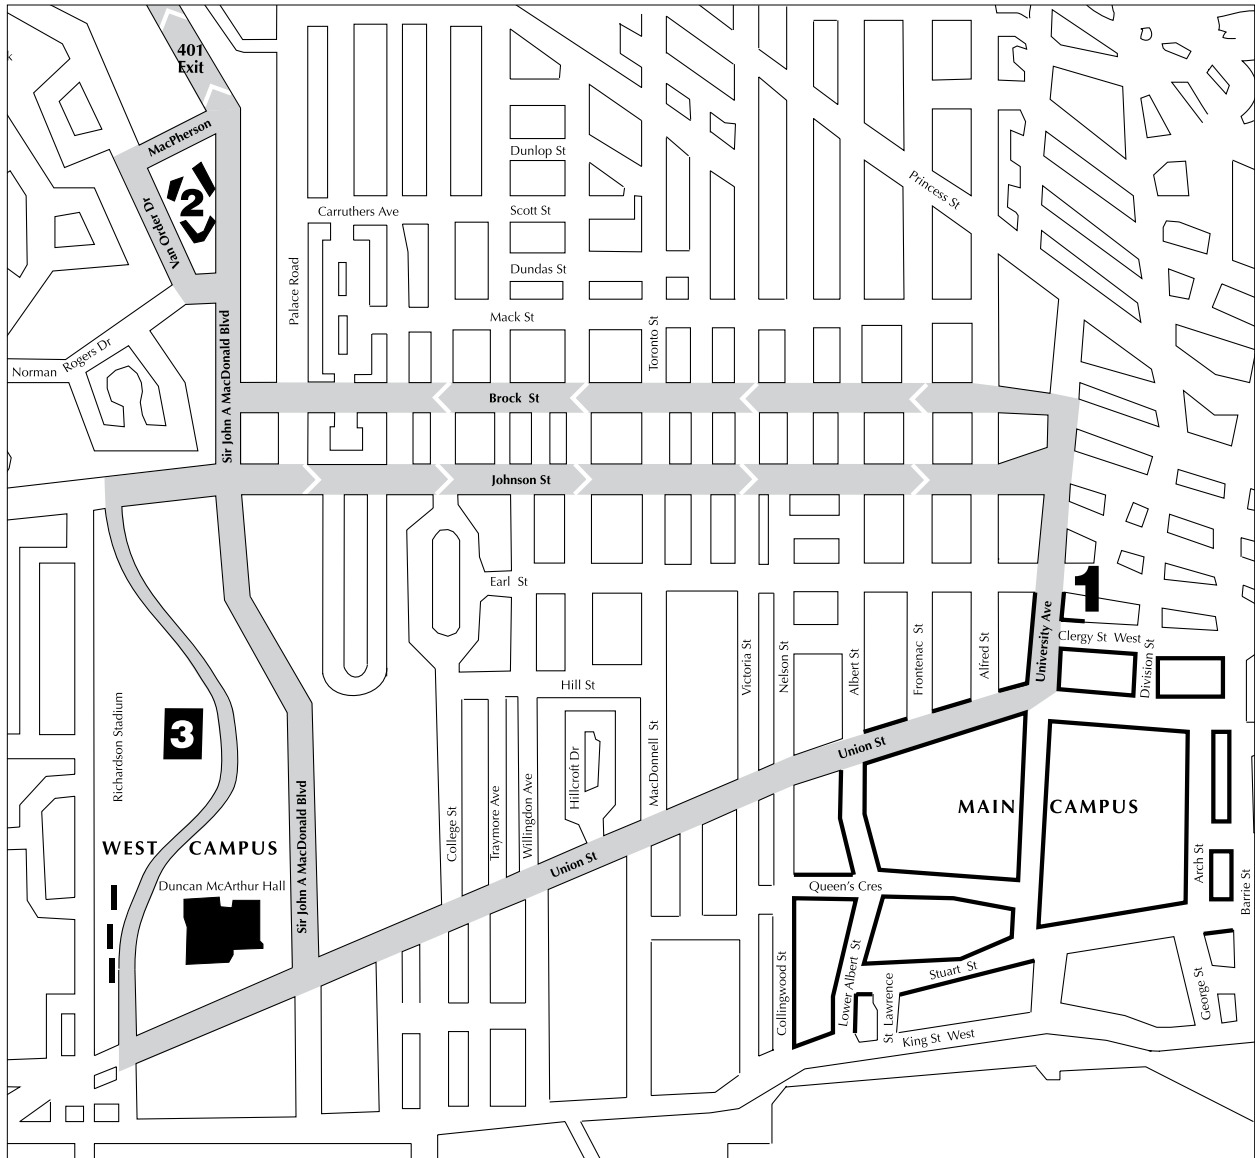 k
401
Exit
MacPherson
2
Van Order Dr
Dunlop St
Princess St
Carruthers Ave
Scott St
Dundas St
Palace Road
Mack St
Toronto St
Norman Rogers Dr
Sir John A MacDonald Blvd
Brock St
Johnson St
Earl St
1
University Ave
Clergy St West
Division St
Victoria St
Nelson St
Albert St
Frontenac St
Alfred St
Hill St
Richardson Stadium
3
MacDonnell St
Hillcroft Dr
Union St
Sir John A MacDonald Blvd
College St
Traymore Ave
Willingdon Ave
MAIN CAMPUS
WEST CAMPUS
Union St
Arch St
Barrie St
Duncan McArthur Hall
Queen's Cres
Collingwood St
Lower Albert St
St Lawrence
Stuart St
George St
King St West